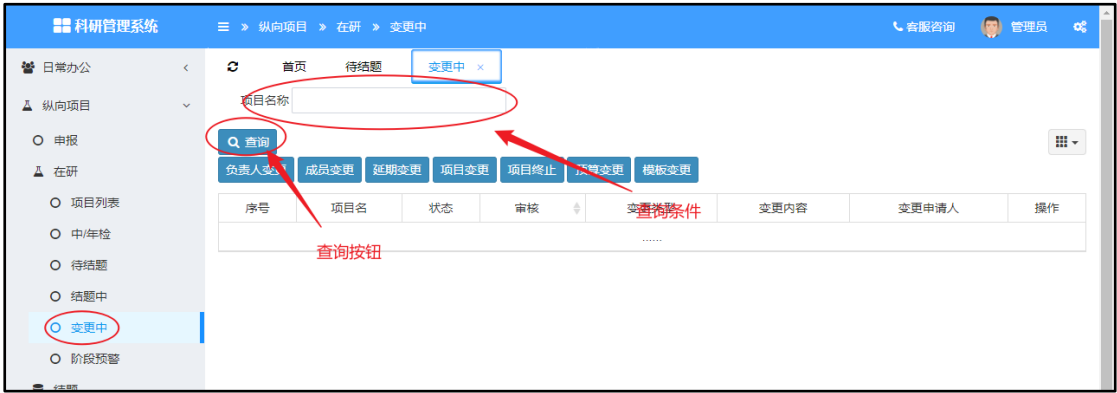 科研管理系统
纵向项目 » 在研 » 变更中
客服咨询
管理员
日常办公
首页
待结题
变更中 ×
纵向项目
项目名称
申报
查询
在研
负责人变更
成员变更
延期变更
项目变更
项目终止
预算变更
模板变更
项目列表
序号
项目名
状态
审核
变更类型
变更内容
变更申请人
操作
查询条件
中/年检
......
查询按钮
待结题
结题中
变更中
阶段预警
结题